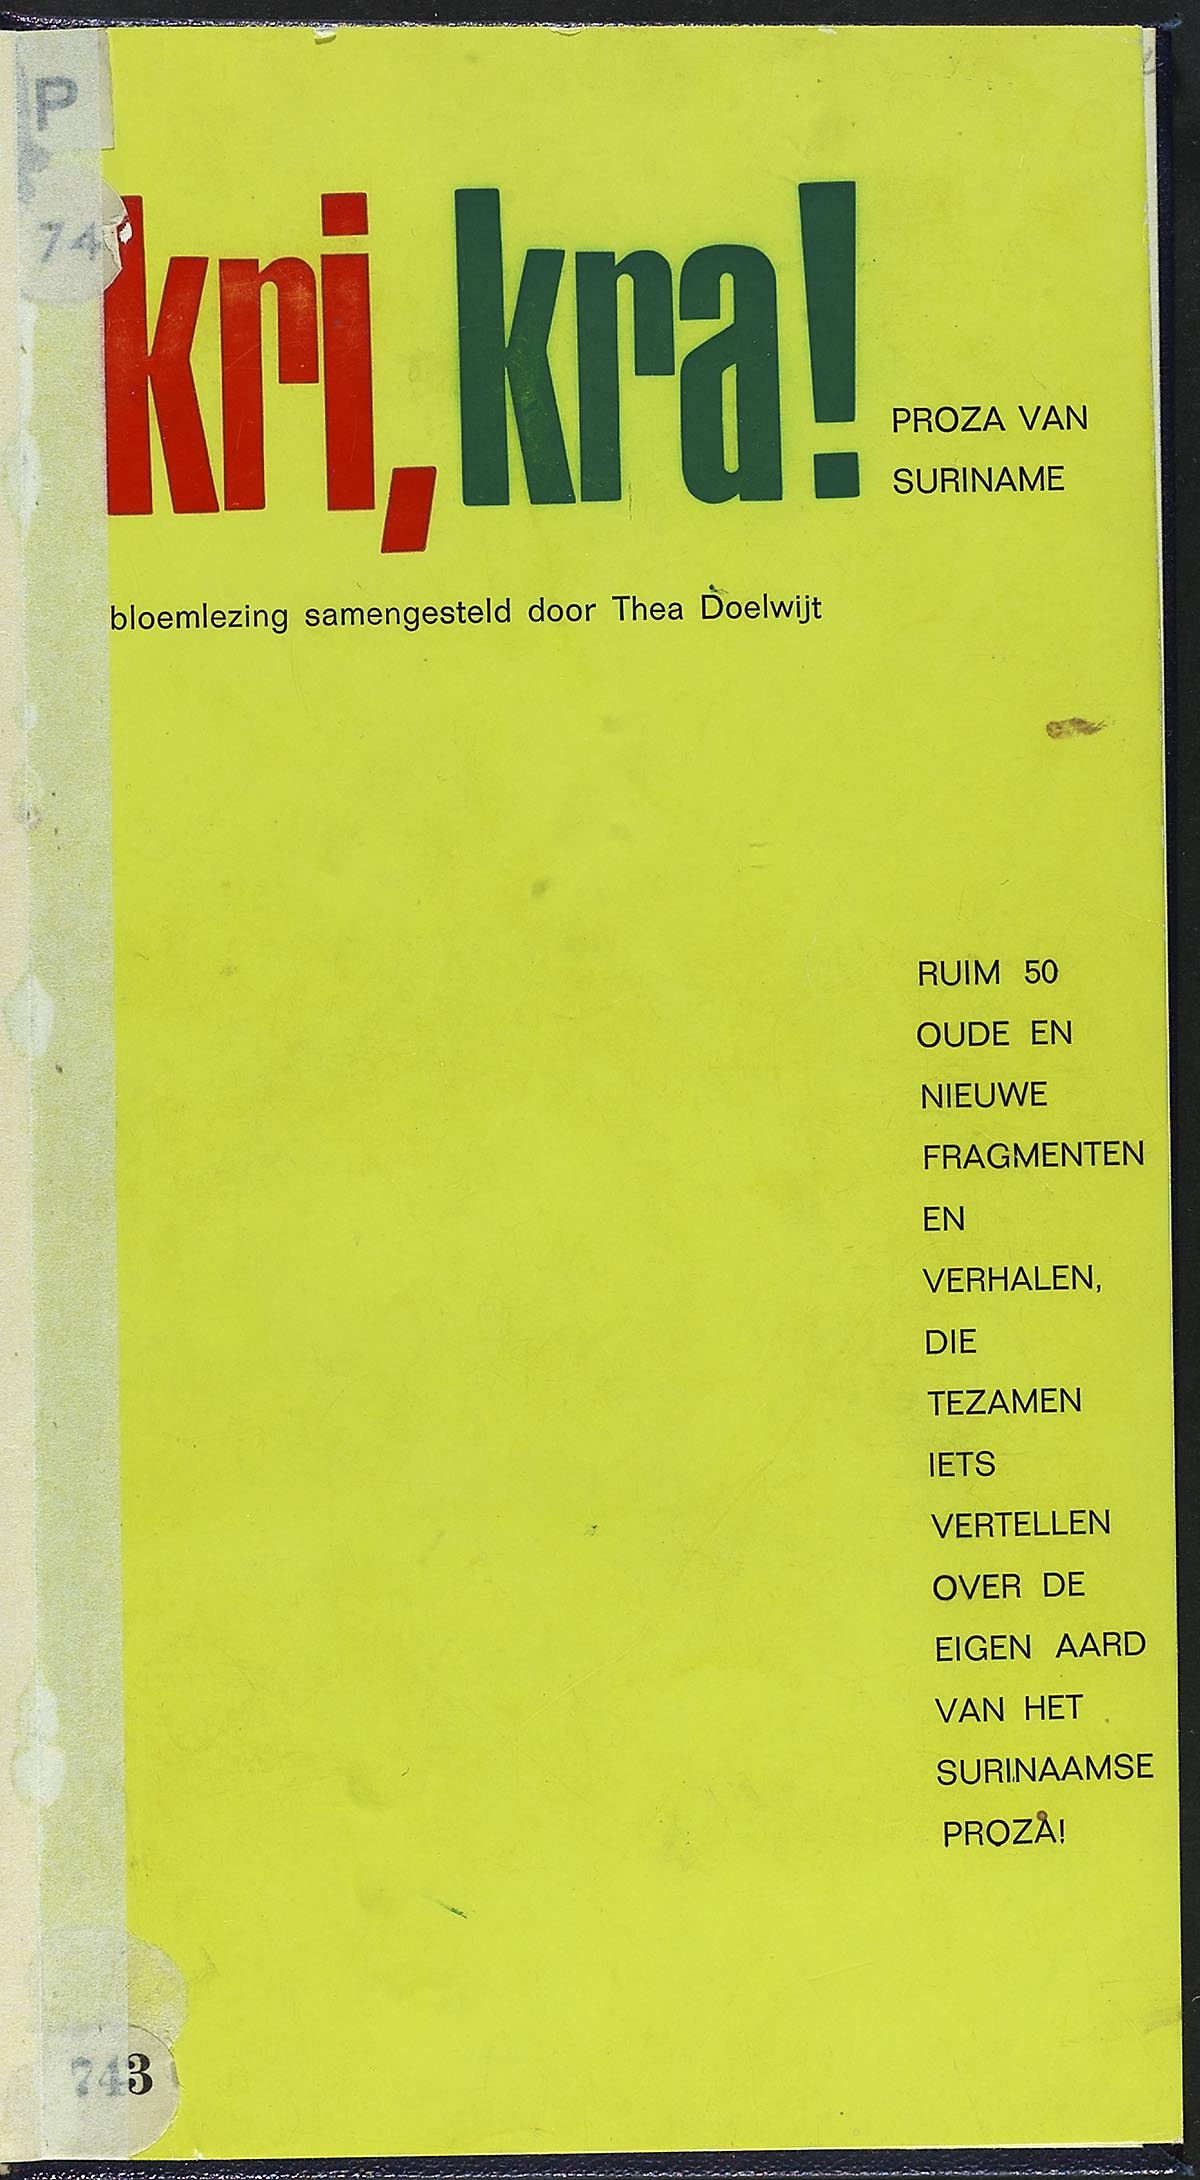 P
74
kri, kra!
PROZA VAN
SURINAME
bloemlezing samengesteld door Thea Doelwijt
RUIM 50
OUDE EN
NIEUWE
FRAGMENTEN
EN
VERHALEN,
DIE
TEZAMEN
IETS
VERTELLEN
OVER DE
EIGEN AARD
VAN HET
SURINAAMSE
PROZA!
743